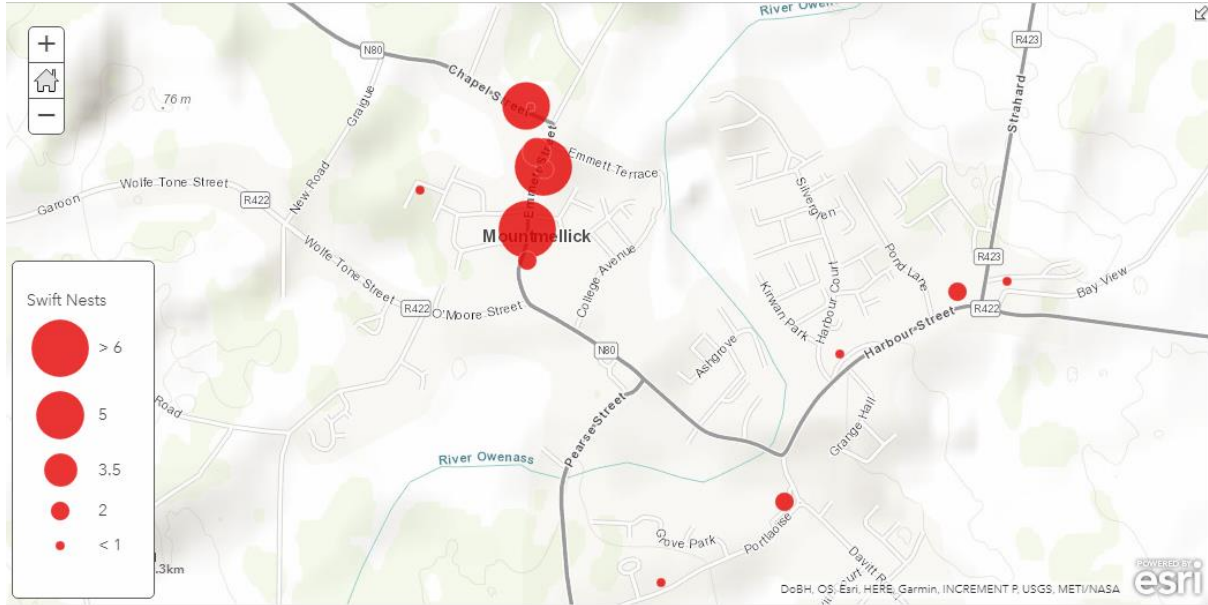 River Owen
N80
R423
Chapel Street
76 m
Graigue
Strahard
Emmett Street
Emmett Terrace
Wolfe Tone Street
New Road
Garoon
R422
Silverglen
Mountmellick
College Avenue
Pond Lane
R423
Wolfe Tone Street
Bay View
Swift Nests
Kirwan Park
Harbour Court
R422
O'Moore Street
R422
Harbour Street
> 6
N80
Ashgrove
5
Road
Pearse Street
Grange Hall
River Owenass
3.5
2
Portlaoise
< 1
Grove Park
.3km
Davitt R
Court
DoBH, OS, Esri, HERE, Garmin, INCREMENT P, USGS, METI/NASA
POWERED BY
esri